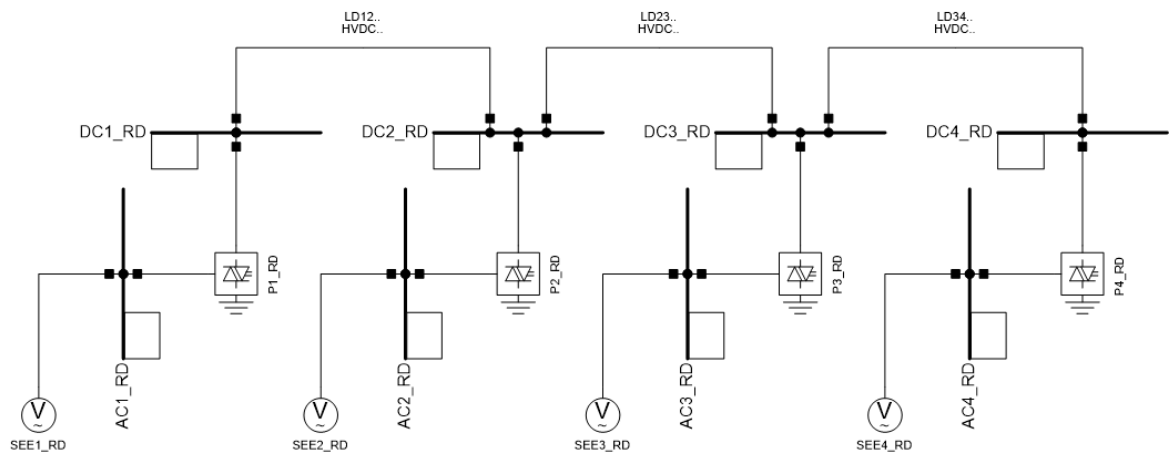 LD12..
HVDC..
LD23..
HVDC..
LD34..
HVDC..
DC1_RD
DC2_RD
DC3_RD
DC4_RD
P1_RD
P2_RD
P3_RD
P4_RD
AC1_RD
AC2_RD
AC3_RD
AC4_RD
V
~
V
~
V
~
V
~
SEE1_RD
SEE2_RD
SEE3_RD
SEE4_RD